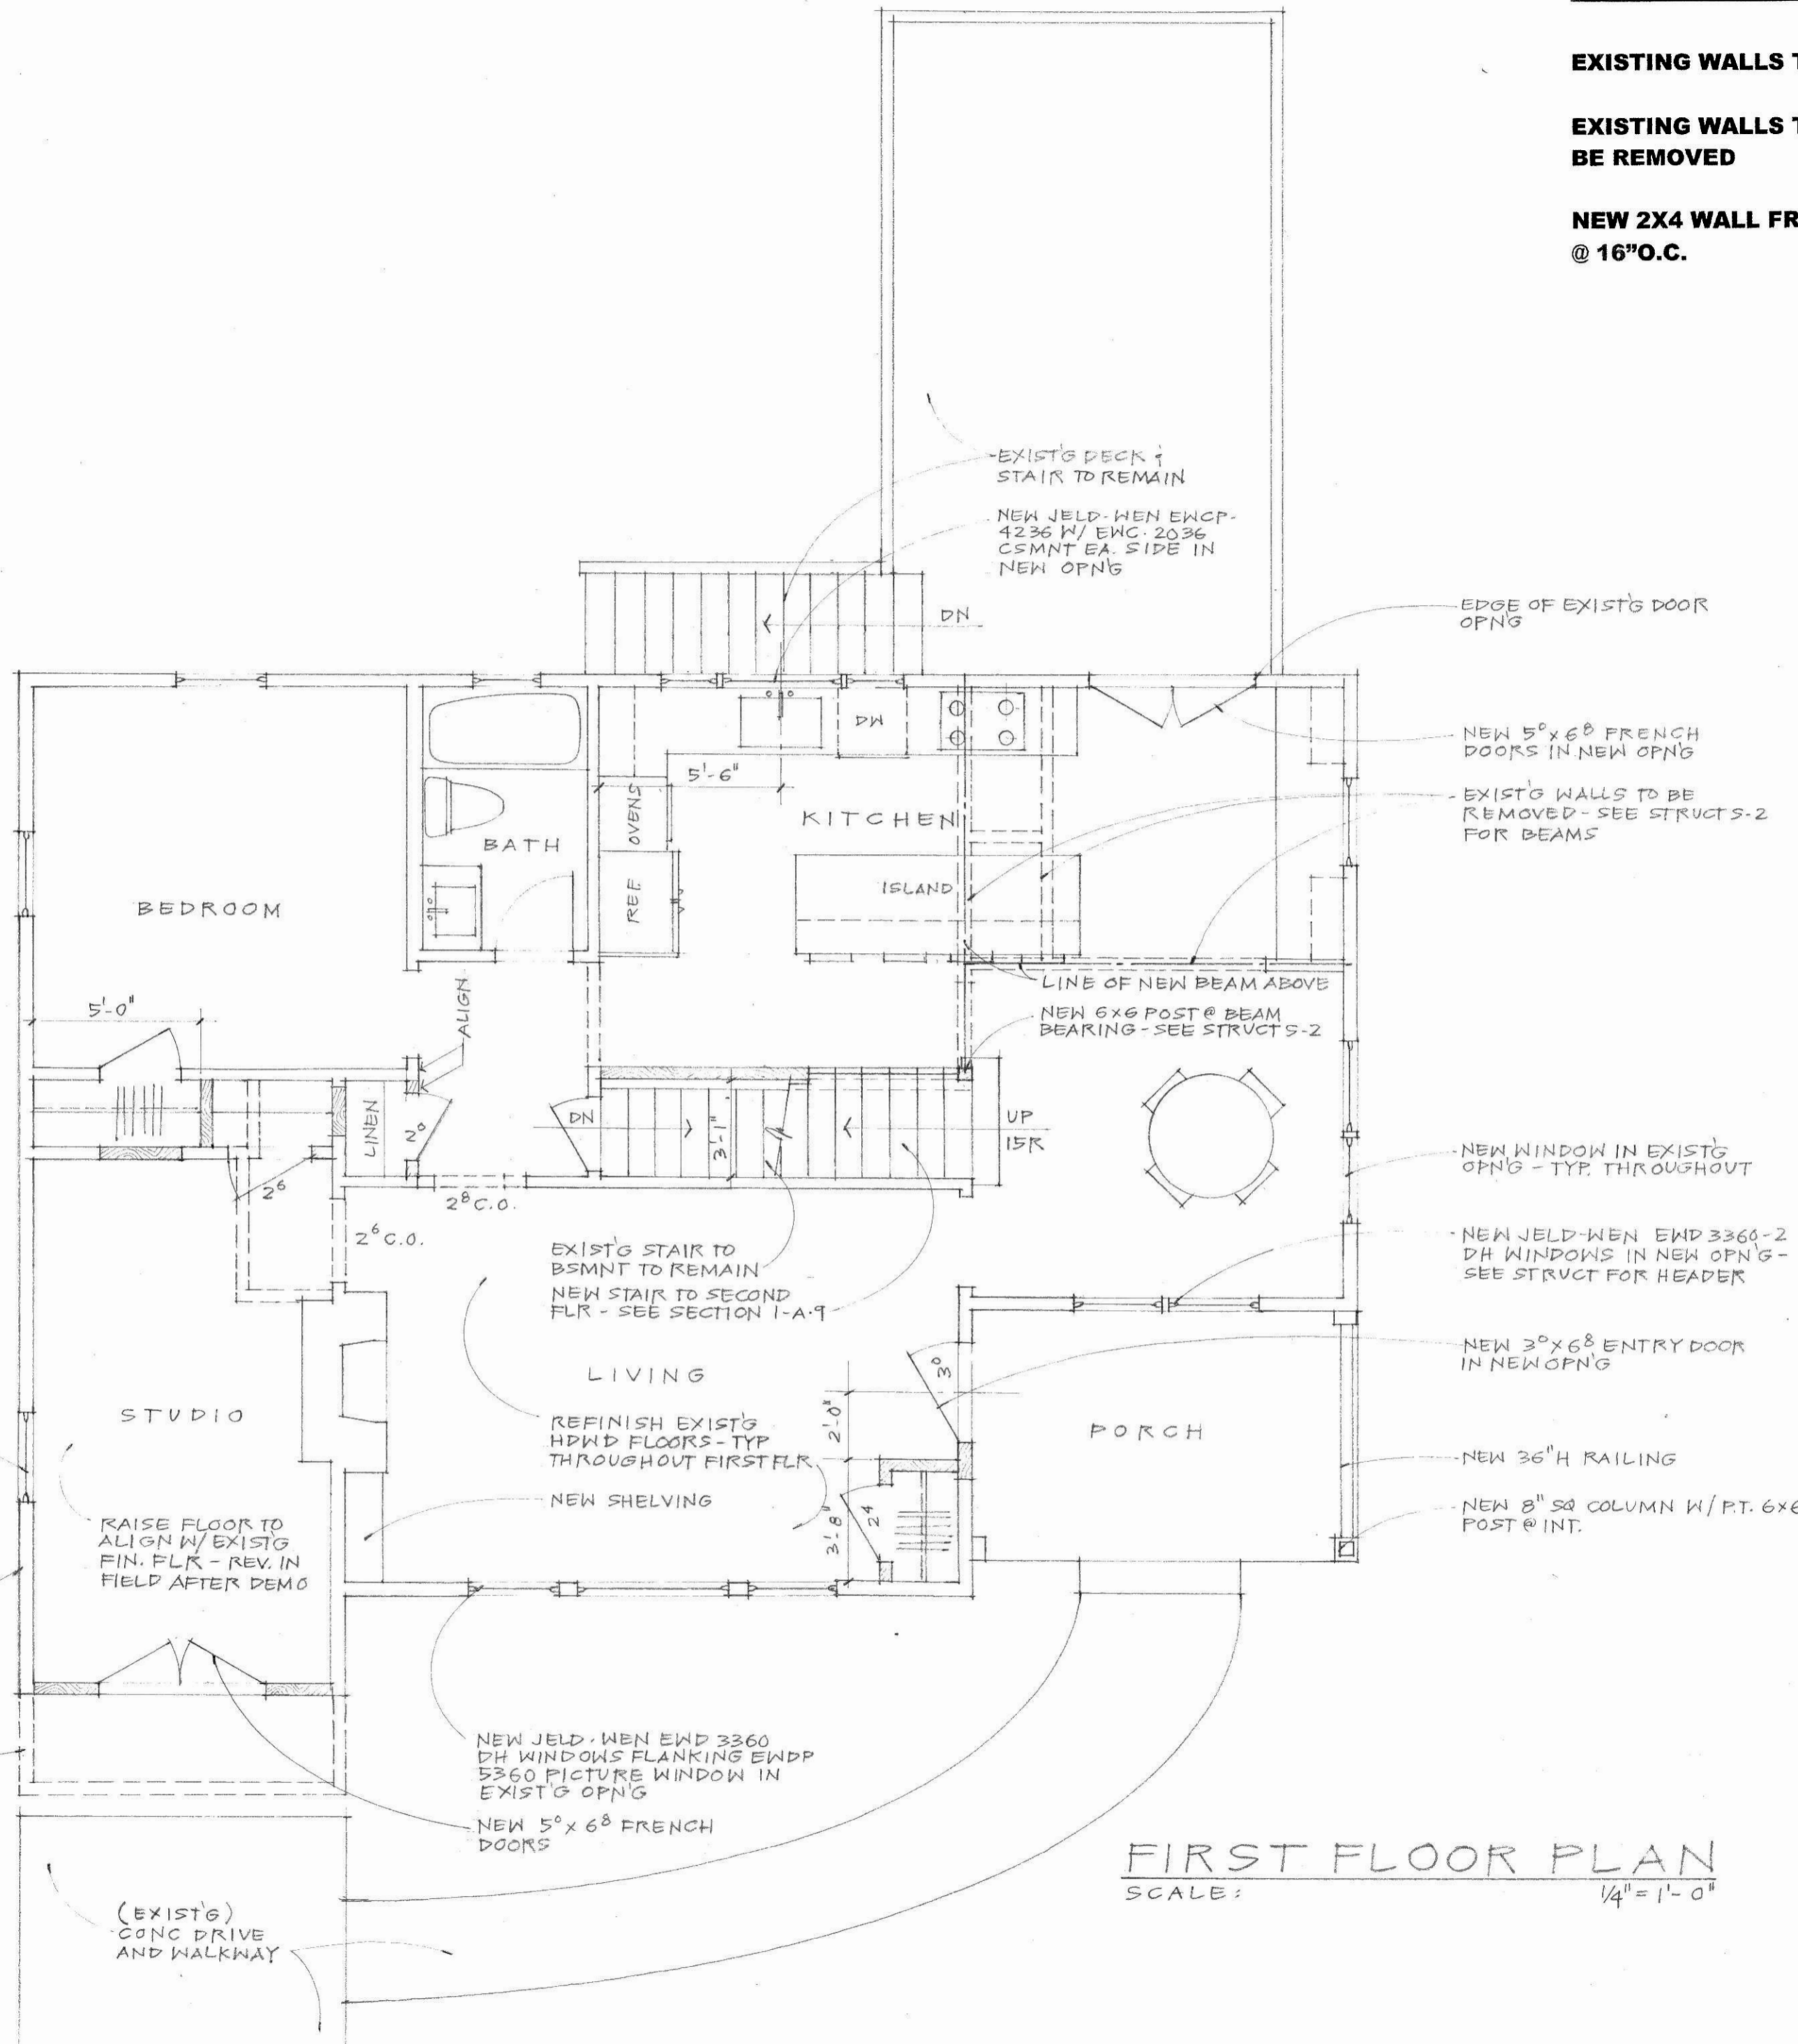 EXISTING WALLS
EXISTING WALLS
BE REMOVED
NEW 2X4 WALL
@ 16”O.C.
EXIST'G DECK &
STAIR TO REMAIN
NEW JELD-WEN EWCP-
4236 W/ EWC-2036
CSMNT EA. SIDE IN
NEW OPN'G
DN
EDGE OF EXIST'G DOOR
OPN'G
NEW 5⁰ x 6⁸ FRENCH
DOORS IN NEW OPN'G
EXIST'G WALLS TO BE
REMOVED - SEE STRUCT S-2
FOR BEAMS
DW
5'-6"
KITCHEN
OVENS
REF
ISLAND
BATH
BEDROOM
LINE OF NEW BEAM ABOVE
NEW 6x6 POST @ BEAM
BEARING - SEE STRUCT S-2
5'-0"
ALIGN
LINEN
2⁰
DN
3'-1"
UP
15R
2⁶
2⁸ C.O.
2⁶ C.O.
NEW WINDOW IN EXIST'G
OPN'G - TYP. THROUGHOUT
NEW JELD-WEN EWD 3360-2
DH WINDOWS IN NEW OPN'G -
SEE STRUCT FOR HEADER
EXIST'G STAIR TO
BSMNT TO REMAIN
NEW STAIR TO SECOND
FLR - SEE SECTION 1-A.9
NEW 3⁰ X 6⁸ ENTRY DOOR
IN NEW OPN'G
LIVING
3⁰
STUDIO
PORCH
2'-0"
REFINISH EXIST'G
HDWD FLOORS - TYP
THROUGHOUT FIRST FLR
NEW 36"H RAILING
NEW SHELVING
2⁴
3'-8"
NEW 8" SQ COLUMN W/ P.T. 6x6
POST @ INT.
RAISE FLOOR TO
ALIGN W/ EXIST'G
FIN. FLR - REV. IN
FIELD AFTER DEMO
NEW JELD-WEN EWD 3360
DH WINDOWS FLANKING EWDP
5360 PICTURE WINDOW IN
EXIST'G OPN'G
NEW 5⁰ x 6⁸ FRENCH
DOORS
FIRST FLOOR PLAN
SCALE: 1/4" = 1'-0"
(EXIST'G)
CONC DRIVE
AND WALKWAY